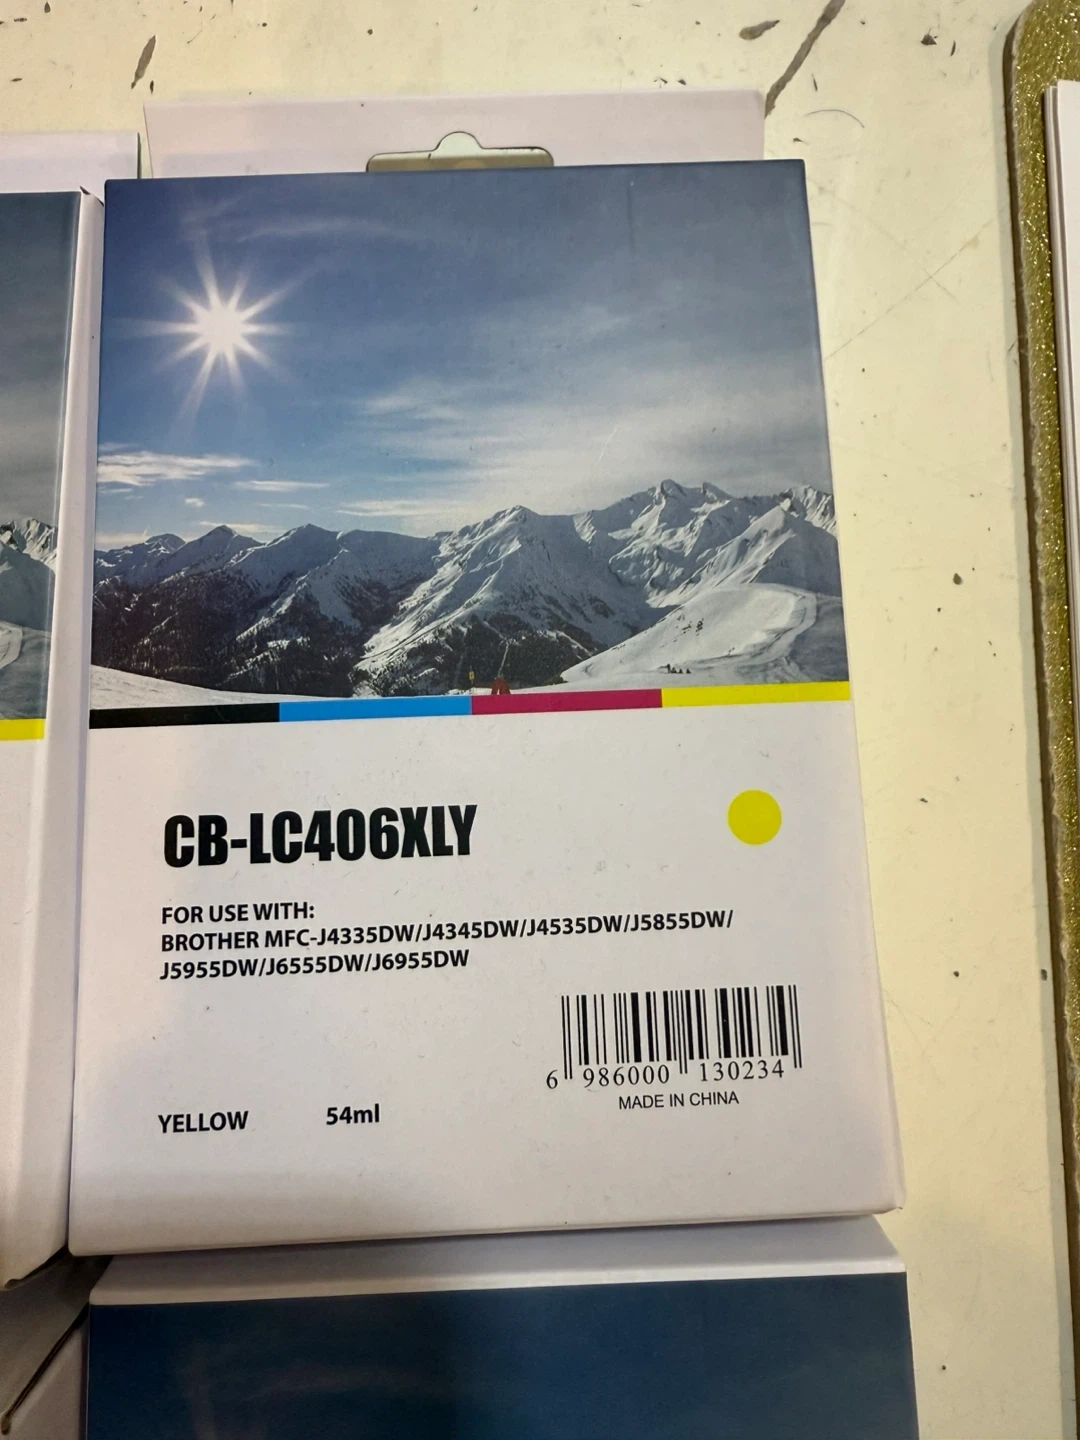 CB-LC406XLY
FOR USE WITH:
BROTHER MFC-J4335DW/J4345DW/J4535DW/J5855DW/
J5955DW/J6555DW/J6955DW
6 986000 130234
MADE IN CHINA
YELLOW 54ml